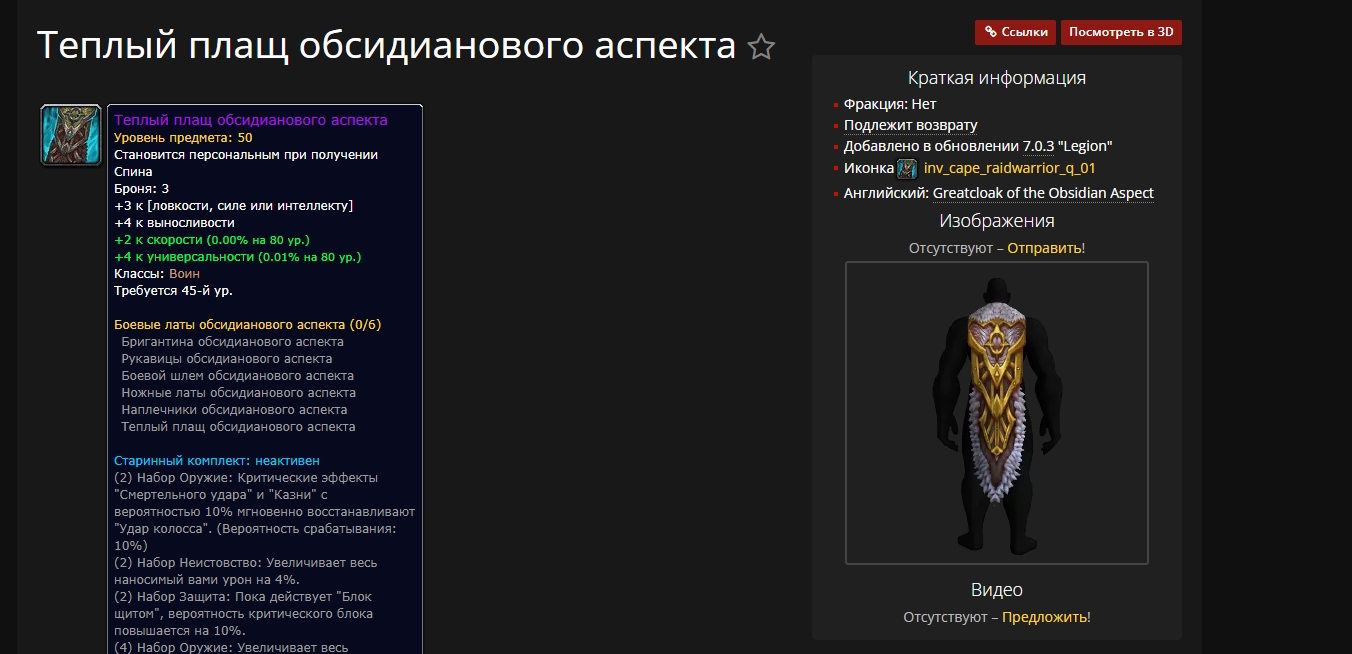 Теплый плащ обсидианового аспекта
Ссылки
Посмотреть в 3D
Теплый плащ обсидианового аспекта
Уровень предмета: 50
Становится персональным при получении
Спина
Броня: 3
+3 к [ловкости, силе или интеллекту]
+4 к выносливости
+2 к скорости (0.00% на 80 ур.)
+4 к универсальности (0.01% на 80 ур.)
Классы: Воин
Требуется 45-й ур.
Боевые латы обсидианового аспекта (0/6)
Бригантина обсидианового аспекта
Рукавицы обсидианового аспекта
Боевой шлем обсидианового аспекта
Ножные латы обсидианового аспекта
Наплечники обсидианового аспекта
Теплый плащ обсидианового аспекта
Старинный комплект: неактивен
(2) Набор Оружие: Критические эффекты
"Смертельного удара" и "Казни" с
вероятностью 10% мгновенно восстанавливают
"Удар колосса". (Вероятность срабатывания:
10%)
(2) Набор Неистовство: Увеличивает весь
наносимый вами урон на 4%.
(2) Набор Защита: Пока действует "Блок
щитом", вероятность критического блока
повышается на 10%.
(4) Набор Оружие: Увеличивает весь
Краткая информация
Фракция: Нет
Подлежит возврату
Добавлено в обновлении 7.0.3 "Legion"
Иконка inv_cape_raidwarrior_q_01
Английский: Greatcloak of the Obsidian Aspect
Изображения
Отсутствуют – Отправить!
Видео
Отсутствуют – Предложить!